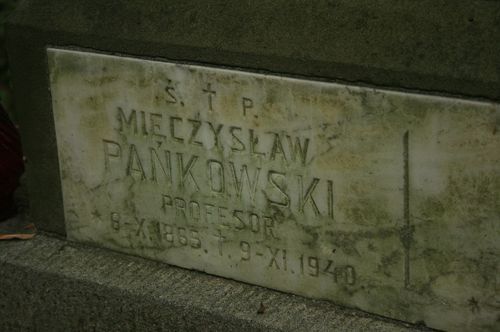 Ś. † P.
MIĘCZYSŁAW
PAŃKOWSKI
PROFESOR
* 8-X.1865. † 9-XI.1940
*